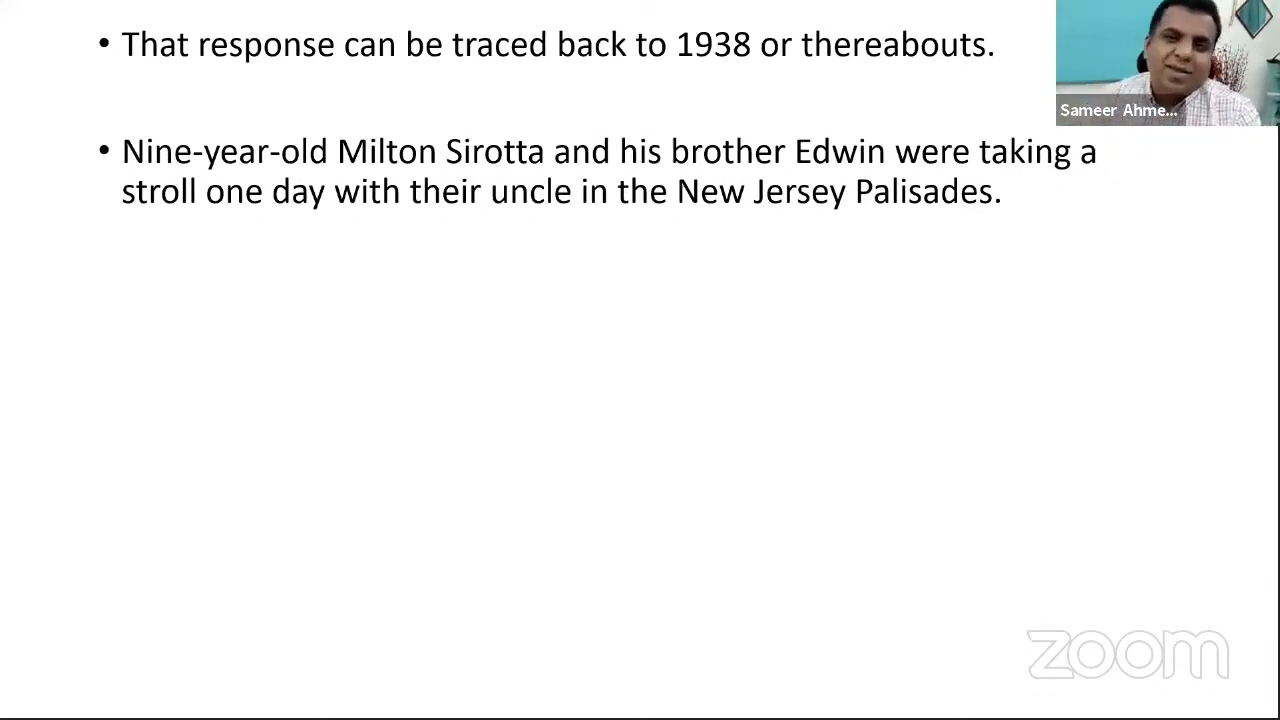 • That response can be traced back to 1938 or thereabouts.
Sameer Ahme...
• Nine-year-old Milton Sirotta and his brother Edwin were taking a
stroll one day with their uncle in the New Jersey Palisades.
zoom